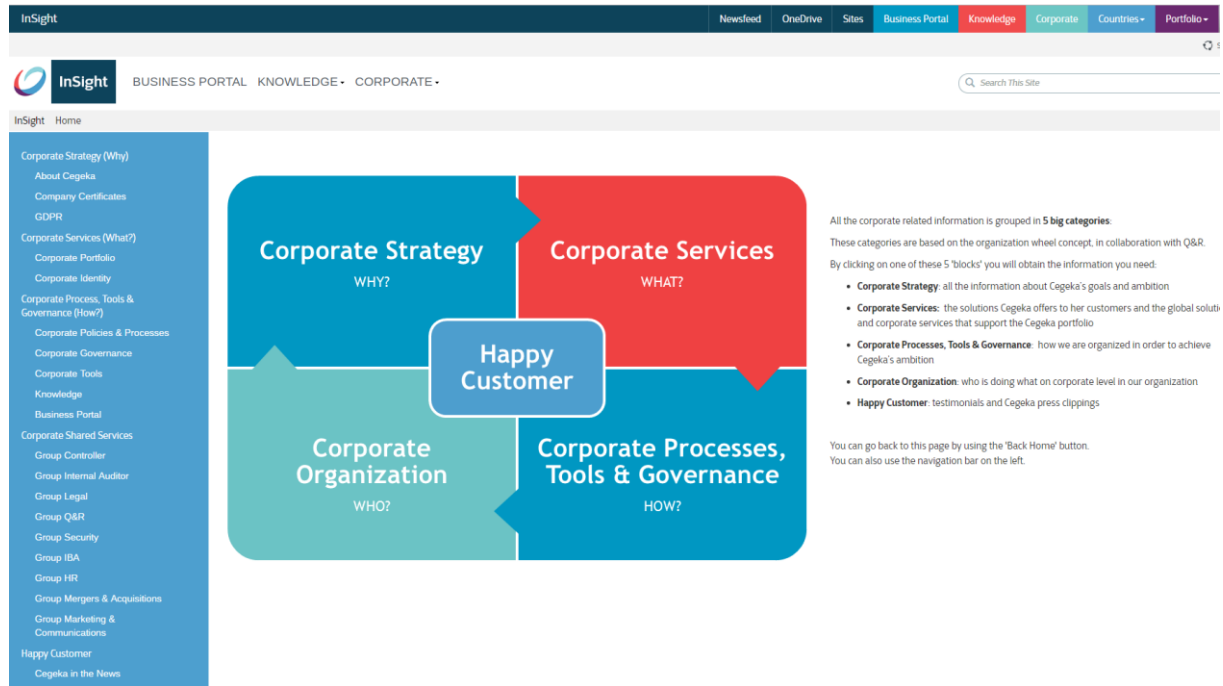 InSight
Newsfeed
OneDrive
Sites
Business Portal
Knowledge
Corporate
Countries
Portfolio
InSight
BUSINESS PORTAL
KNOWLEDGE
CORPORATE
Search This Site
InSight Home
Corporate Strategy (Why)
About Cegeka
Company Certificates
GDPR
Corporate Services (What?)
Corporate Portfolio
Corporate Identity
Corporate Process, Tools &
Governance (How?)
Corporate Policies & Processes
Corporate Governance
Corporate Tools
Knowledge
Business Portal
Corporate Shared Services
Group Controller
Group Internal Auditor
Group Legal
Group Q&R
Group Security
Group IBA
Group HR
Group Mergers & Acquisitions
Group Marketing &
Communications
Happy Customer
Cegeka in the News
Corporate Strategy
WHY?
Corporate Services
WHAT?
Happy
Customer
Corporate
Organization
WHO?
Corporate Processes,
Tools & Governance
HOW?
All the corporate related information is grouped in 5 big categories:
These categories are based on the organization wheel concept, in collaboration with Q&R.
By clicking on one of these 5 'blocks' you will obtain the information you need:
• Corporate Strategy: all the information about Cegeka's goals and ambition
• Corporate Services: the solutions Cegeka offers to her customers and the global soluti
and corporate services that support the Cegeka portfolio
• Corporate Processes, Tools & Governance: how we are organized in order to achieve
Cegeka's ambition
• Corporate Organization: who is doing what on corporate level in our organization
• Happy Customer: testimonials and Cegeka press clippings
You can go back to this page by using the 'Back Home' button.
You can also use the navigation bar on the left.